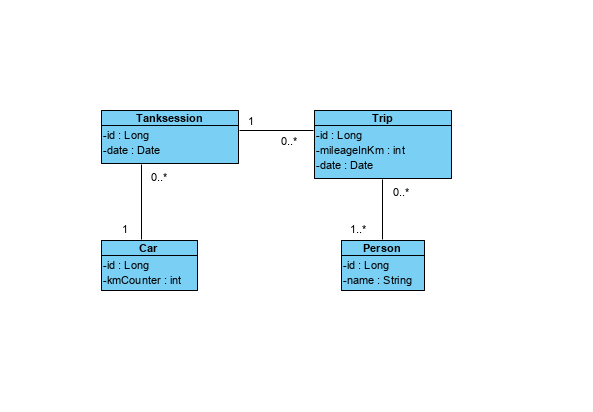 Tanksession
-id : Long
-date : Date
1
0..*
Trip
-id : Long
-mileageInKm : int
-date : Date
0..*
1
Car
-id : Long
-kmCounter : int
0..*
1..*
Person
-id : Long
-name : String